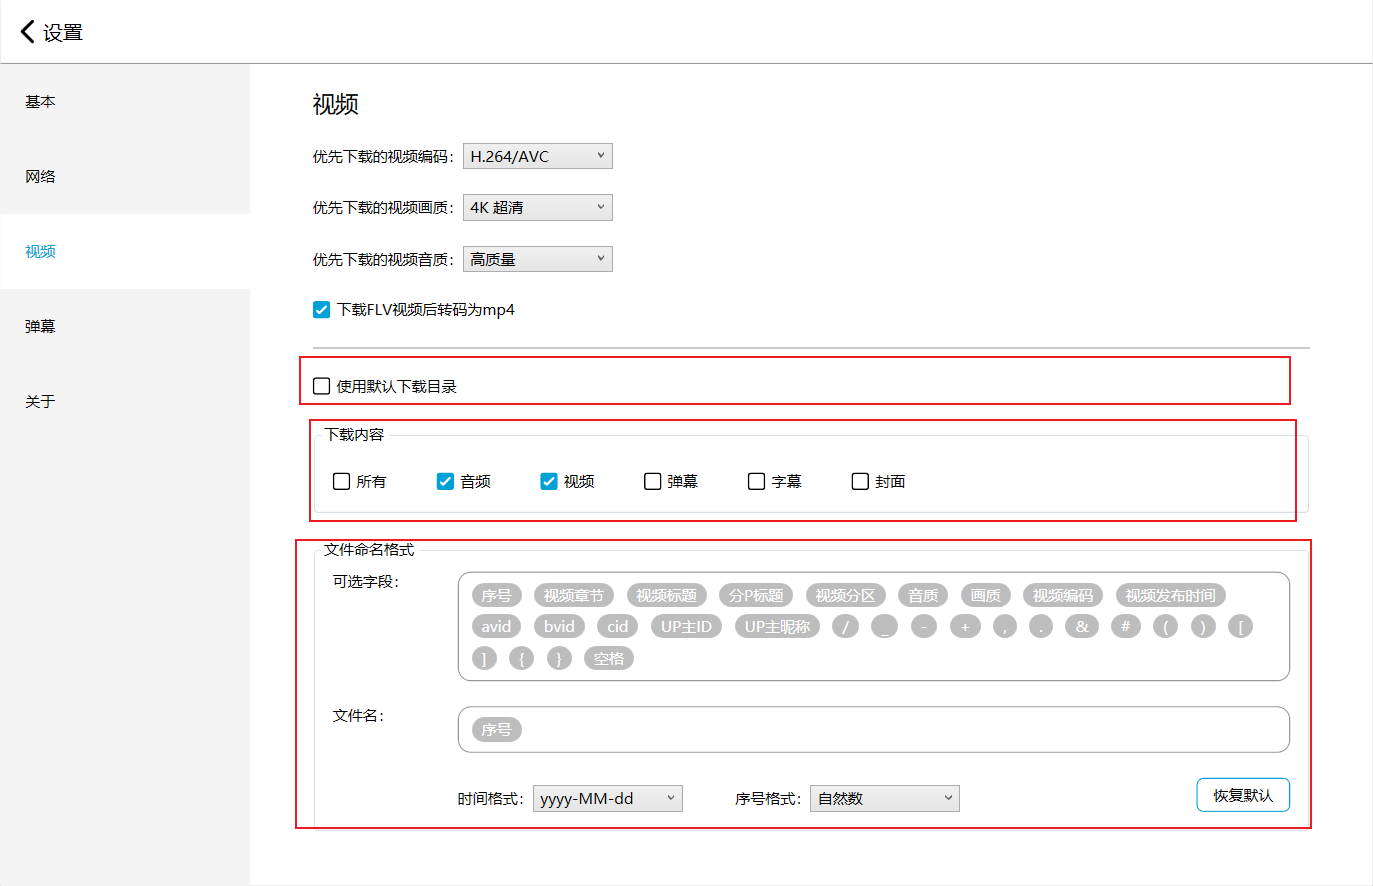 设置
基本
网络
视频
弹幕
关于
视频
优先下载的视频编码： H.264/AVC
优先下载的视频画质： 4K 超清
优先下载的视频音质： 高质量
下载FLV视频后转码为mp4
使用默认下载目录
下载内容
所有 音频 视频 弹幕 字幕 封面
文件命名格式
可选字段： 序号 视频章节 视频标题 分P标题 视频分区 音质 画质 视频编码 视频发布时间
avid bvid cid UP主ID UP主昵称 / _ - + , . & # ( ) [
] { } 空格
文件名： 序号
时间格式： yyyy-MM-dd 序号格式： 自然数 恢复默认